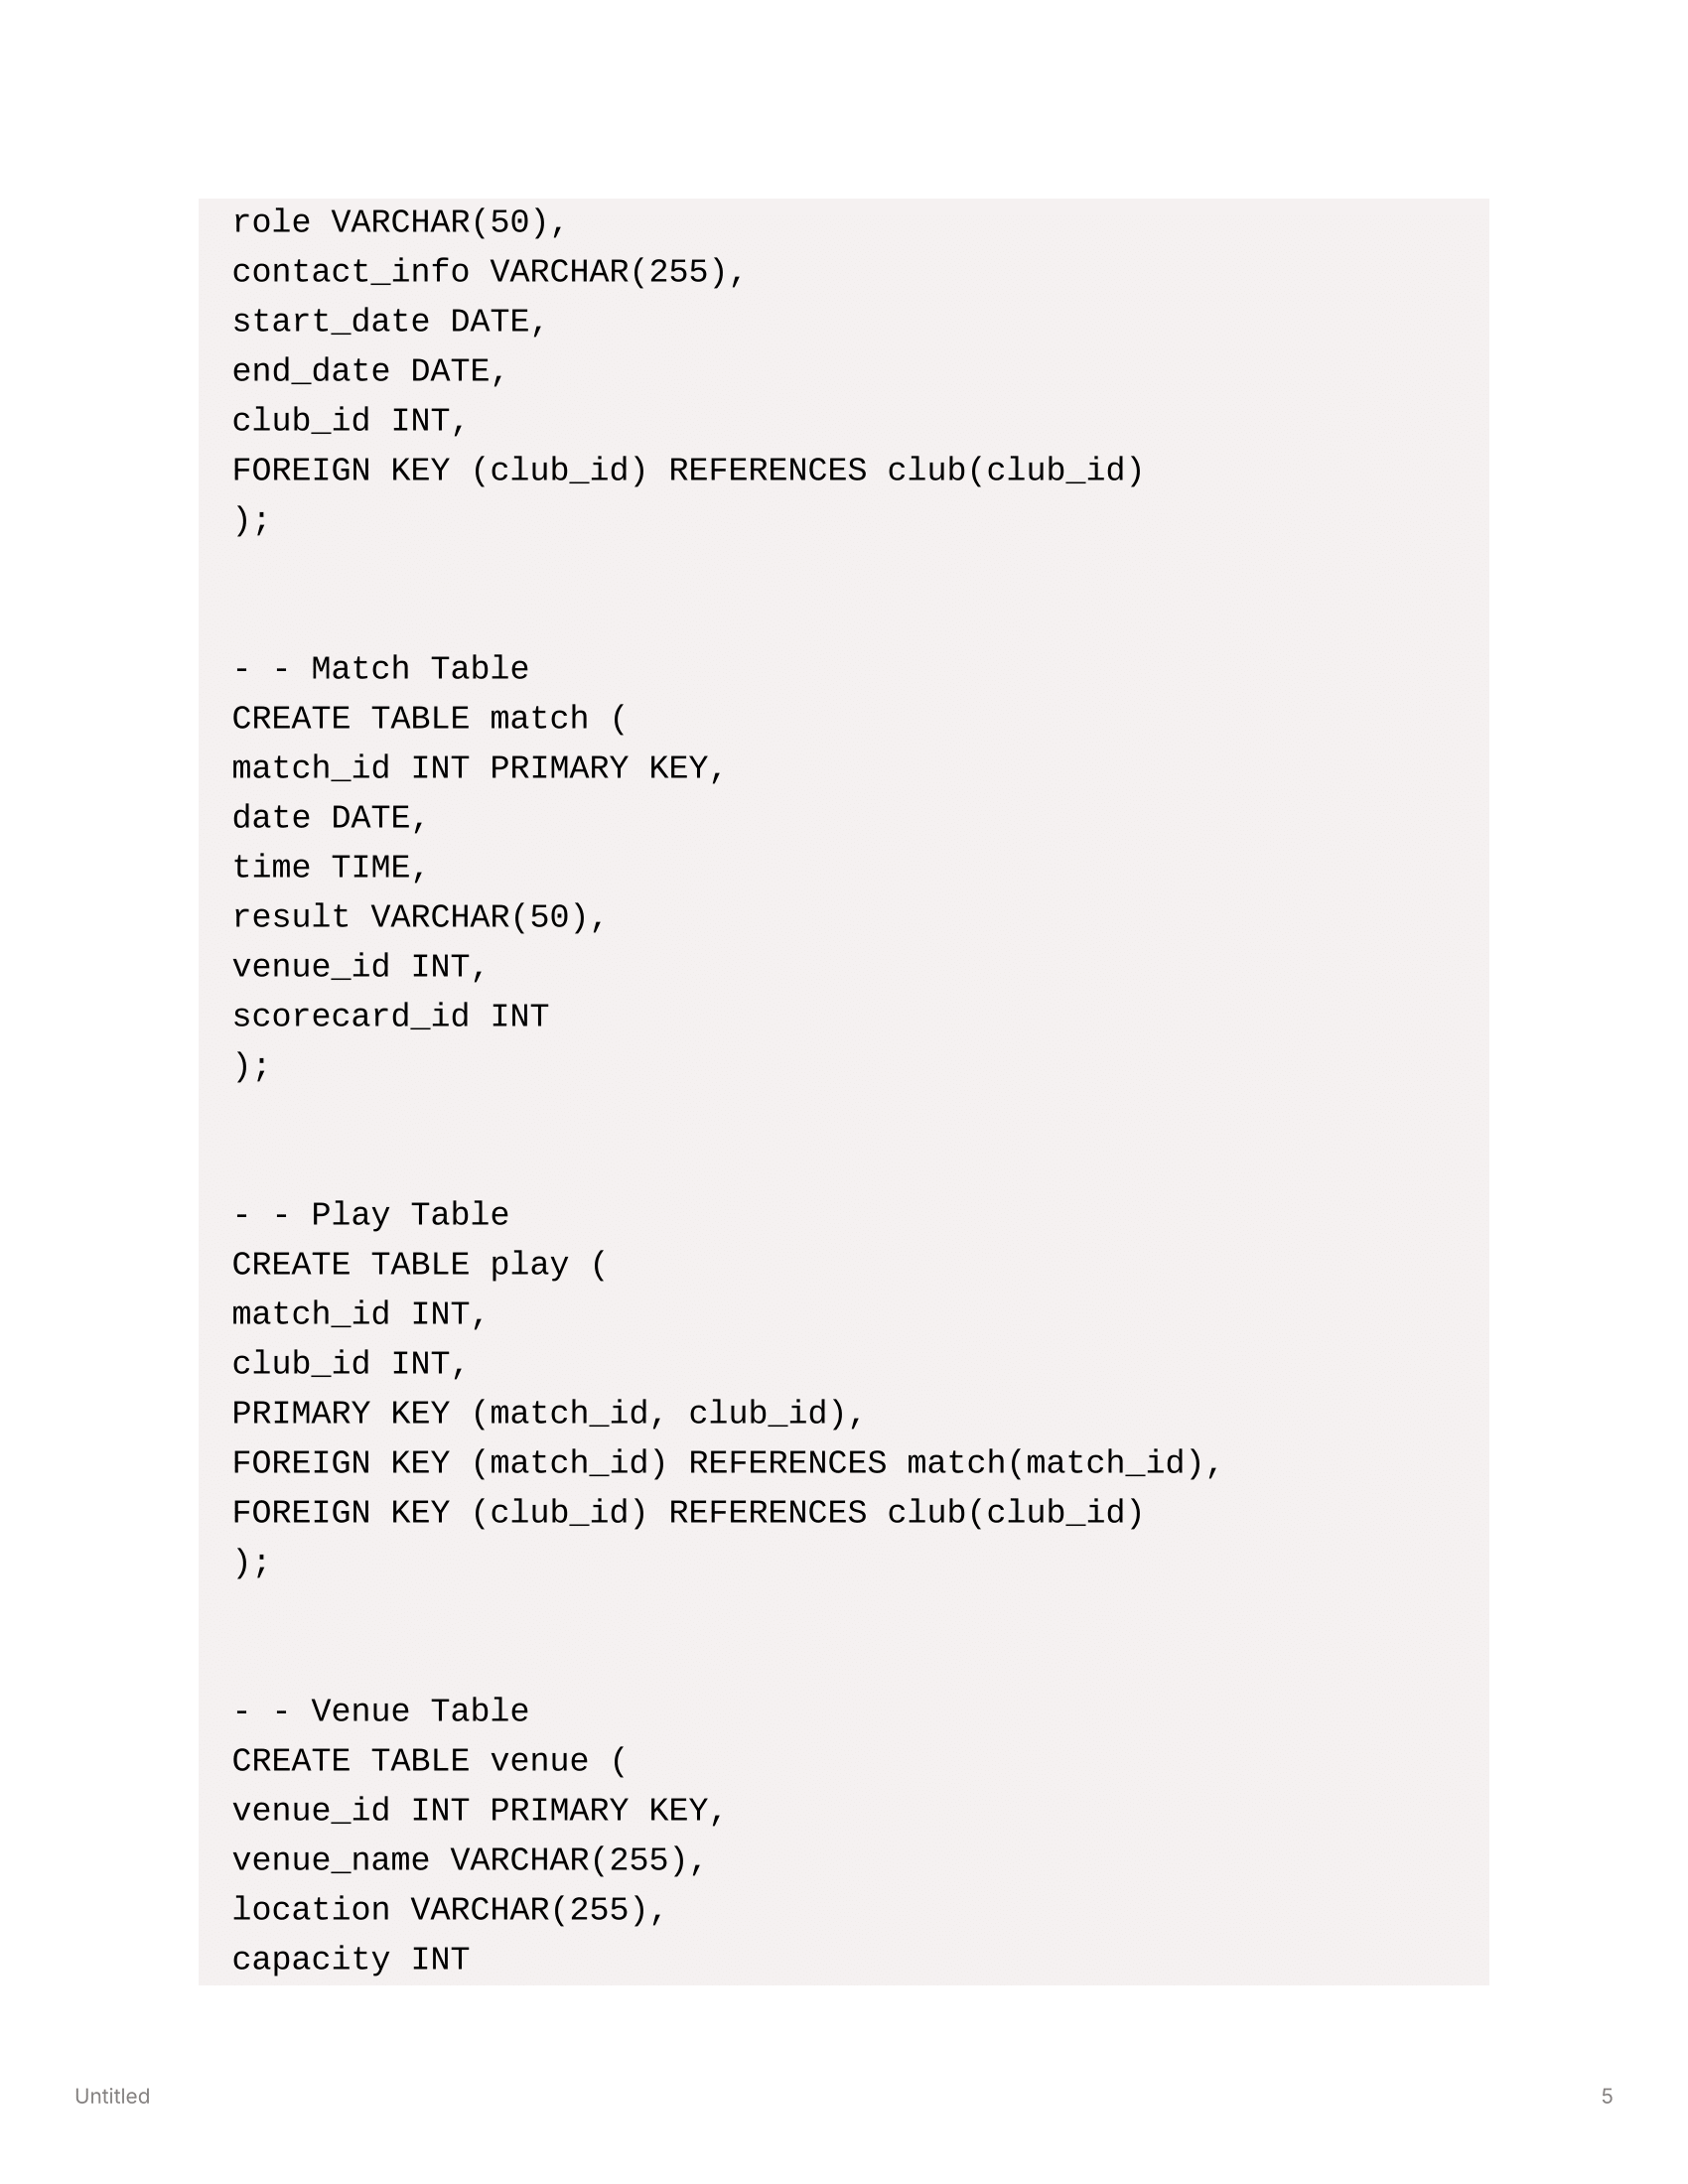 role VARCHAR(50),
contact_info VARCHAR(255),
start_date DATE,
end_date DATE,
club_id INT,
FOREIGN KEY (club_id) REFERENCES club(club_id)
);
- - Match Table
CREATE TABLE match (
match_id INT PRIMARY KEY,
date DATE,
time TIME,
result VARCHAR(50),
venue_id INT,
scorecard_id INT
);
- - Play Table
CREATE TABLE play (
match_id INT,
club_id INT,
PRIMARY KEY (match_id, club_id),
FOREIGN KEY (match_id) REFERENCES match(match_id),
FOREIGN KEY (club_id) REFERENCES club(club_id)
);
- - Venue Table
CREATE TABLE venue (
venue_id INT PRIMARY KEY,
venue_name VARCHAR(255),
location VARCHAR(255),
capacity INT
Untitled
5